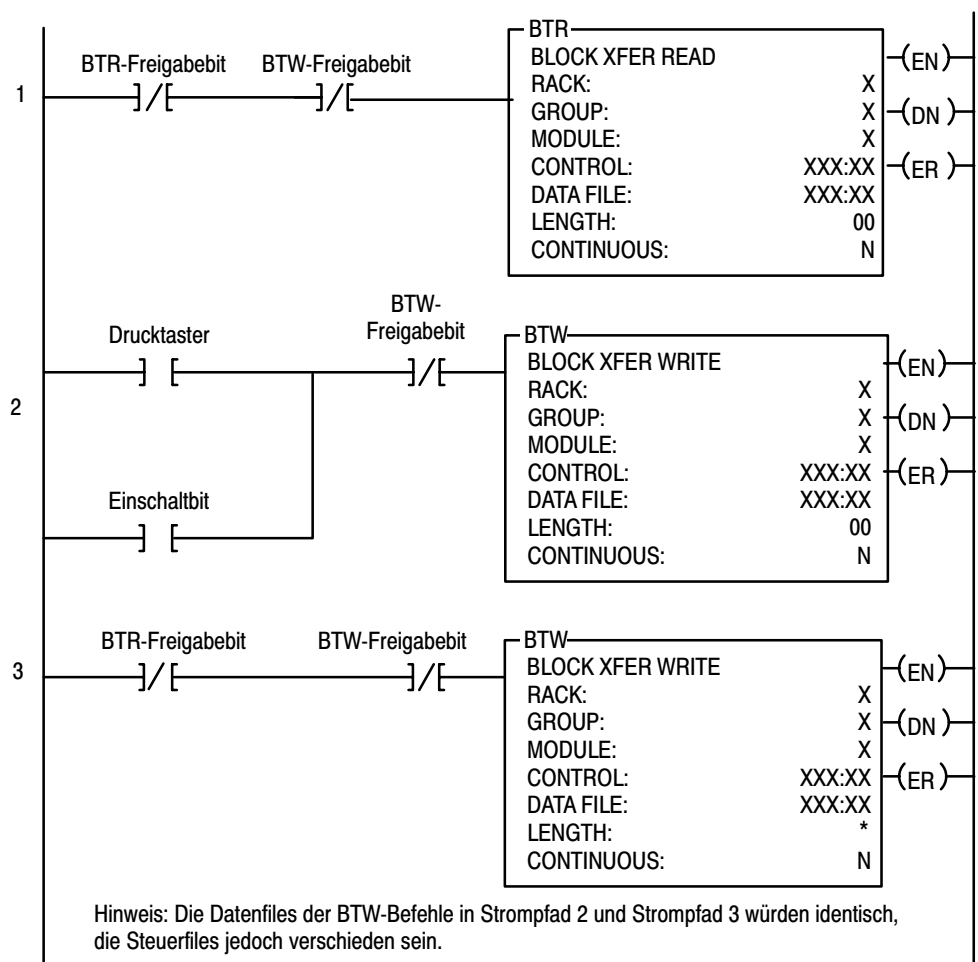 BTR-Freigabebit BTW-Freigabebit
1
BTR
BLOCK XFER READ
RACK: X
GROUP: X
MODULE: X
CONTROL: XXX:XX
DATA FILE: XXX:XX
LENGTH: 00
CONTINUOUS: N
(EN)
(DN)
(ER)
Drucktaster
BTW-
Freigabebit
2
Einschaltbit
BTW
BLOCK XFER WRITE
RACK: X
GROUP: X
MODULE: X
CONTROL: XXX:XX
DATA FILE: XXX:XX
LENGTH: 00
CONTINUOUS: N
(EN)
(DN)
(ER)
BTR-Freigabebit BTW-Freigabebit
3
BTW
BLOCK XFER WRITE
RACK: X
GROUP: X
MODULE: X
CONTROL: XXX:XX
DATA FILE: XXX:XX
LENGTH: *
CONTINUOUS: N
(EN)
(DN)
(ER)
Hinweis: Die Datenfiles der BTW-Befehle in Strompfad 2 und Strompfad 3 würden identisch,
die Steuerfiles jedoch verschieden sein.